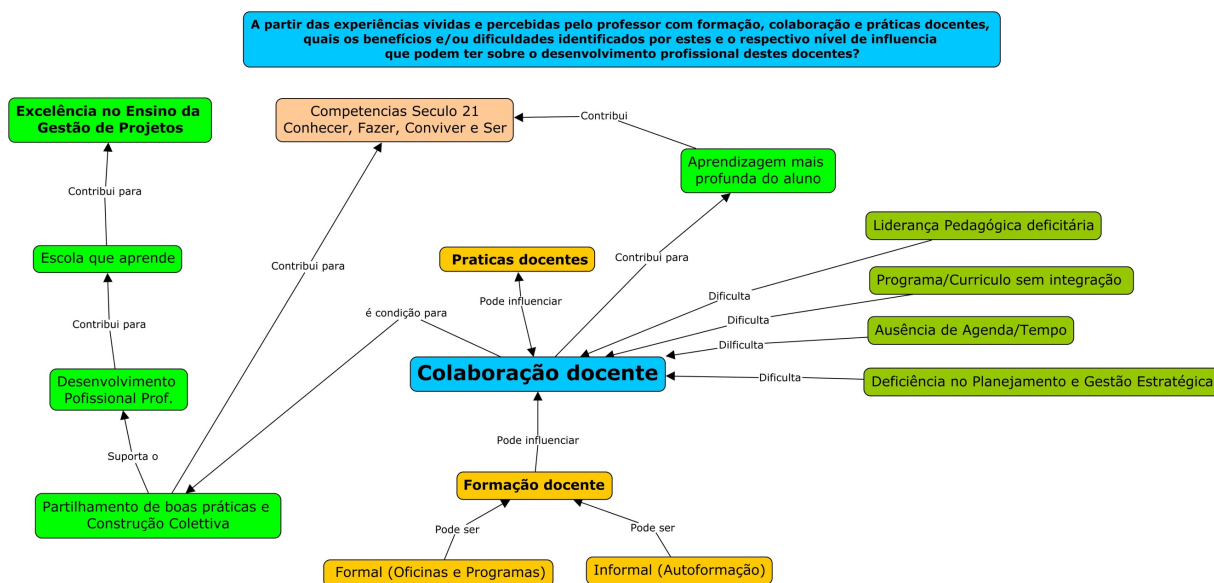 A partir das experiências vividas e percebidas pelo professor com formação, colaboração e práticas docentes,
quais os benefícios e/ou dificuldades identificados por estes e o respectivo nível de influencia
que podem ter sobre o desenvolvimento profissional destes docentes?
Excelência no Ensino da
Gestão de Projetos
Competencias Seculo 21
Conhecer, Fazer, Conviver e Ser
Contribui
Aprendizagem mais
profunda do aluno
Contribui para
Liderança Pedagógica deficitária
Escola que aprende
Contribui para
Praticas docentes
Contribui para
Programa/Curriculo sem integração
Dificulta
Pode influenciar
é condição para
Contribui para
Dificulta
Ausência de Agenda/Tempo
Dilficulta
Colaboração docente
Dificulta
Deficiência no Planejamento e Gestão Estratégica
Desenvolvimento
Pofissional Prof.
Pode influenciar
Suporta o
Formação docente
Partilhamento de boas práticas e
Construção Colettiva
Pode ser
Pode ser
Formal (Oficinas e Programas)
Informal (Autoformação)